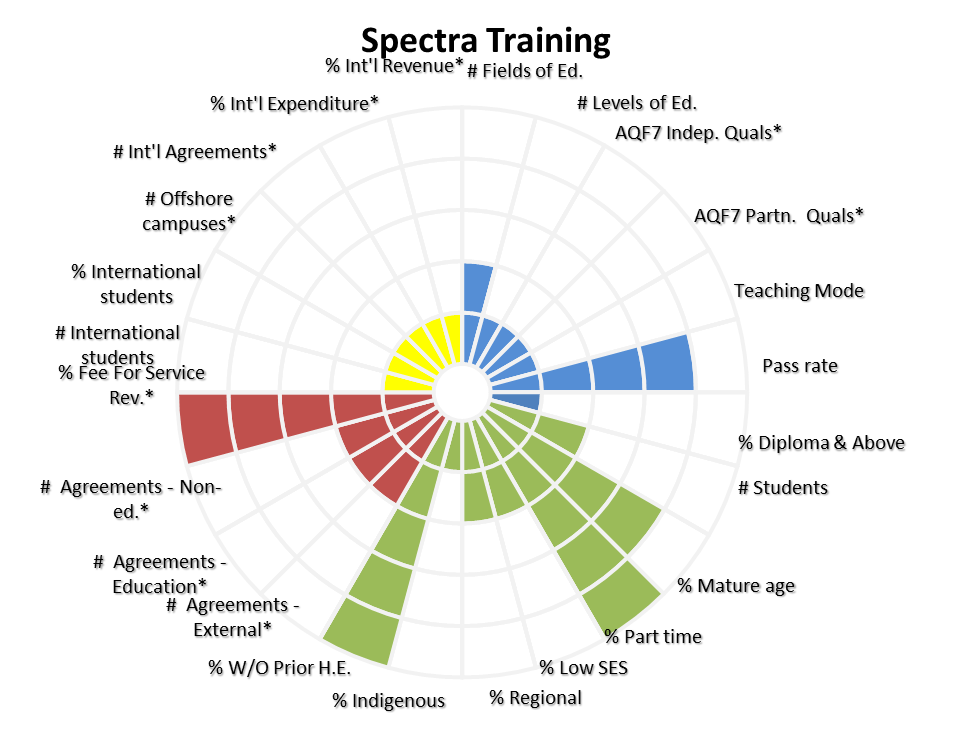 Spectra Training
% Int'l Revenue*
# Fields of Ed.
% Int'l Expenditure*
# Levels of Ed.
AQF7 Indep. Quals*
# Int'l Agreements*
# Offshore
campuses*
AQF7 Partn.  Quals*
% International
students
Teaching Mode
# International
students
% Fee For Service
Rev.*
Pass rate
% Diploma & Above
#  Agreements - Non-
ed.*
# Students
#  Agreements -
Education*
% Mature age
#  Agreements -
External*
% Part time
% W/O Prior H.E.
% Low SES
% Indigenous
% Regional